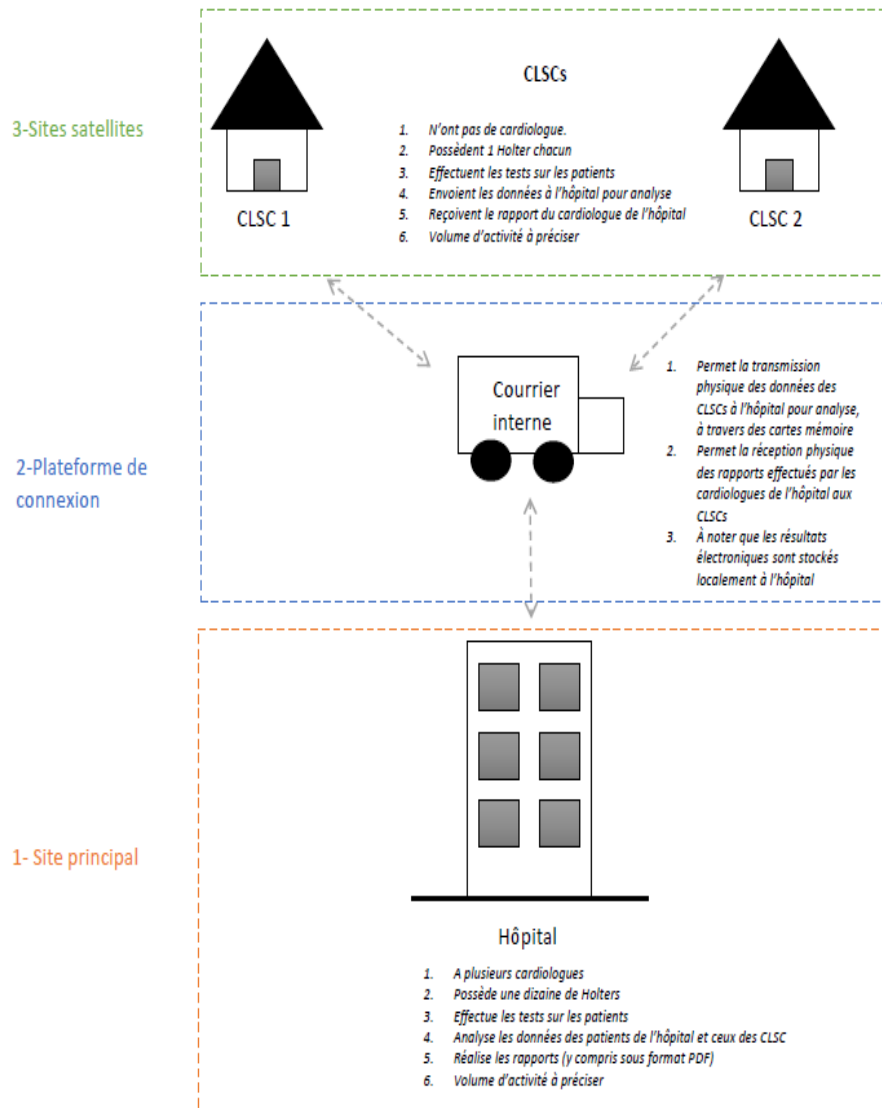 3-Sites satellites
CLSCs
1. N'ont pas de cardiologue.
2. Possèdent 1 Holter chacun
3. Effectuent les tests sur les patients
4. Envoient les données à l'hôpital pour analyse
5. Reçoivent le rapport du cardiologue de l'hôpital
6. Volume d'activité à préciser
CLSC 1
CLSC 2
2-Plateforme de
connexion
Courrier
interne
1. Permet la transmission
physique des données des
CLSCs à l'hôpital pour analyse,
à travers des cartes mémoire
2. Permet la réception physique
des rapports effectués par les
cardiologues de l'hôpital aux
CLSCs
3. À noter que les résultats
électroniques sont stockés
localement à l'hôpital
1- Site principal
Hôpital
1. A plusieurs cardiologues
2. Possède une dizaine de Holters
3. Effectue les tests sur les patients
4. Analyse les données des patients de l'hôpital et ceux des CLSC
5. Réalise les rapports (y compris sous format PDF)
6. Volume d'activité à préciser